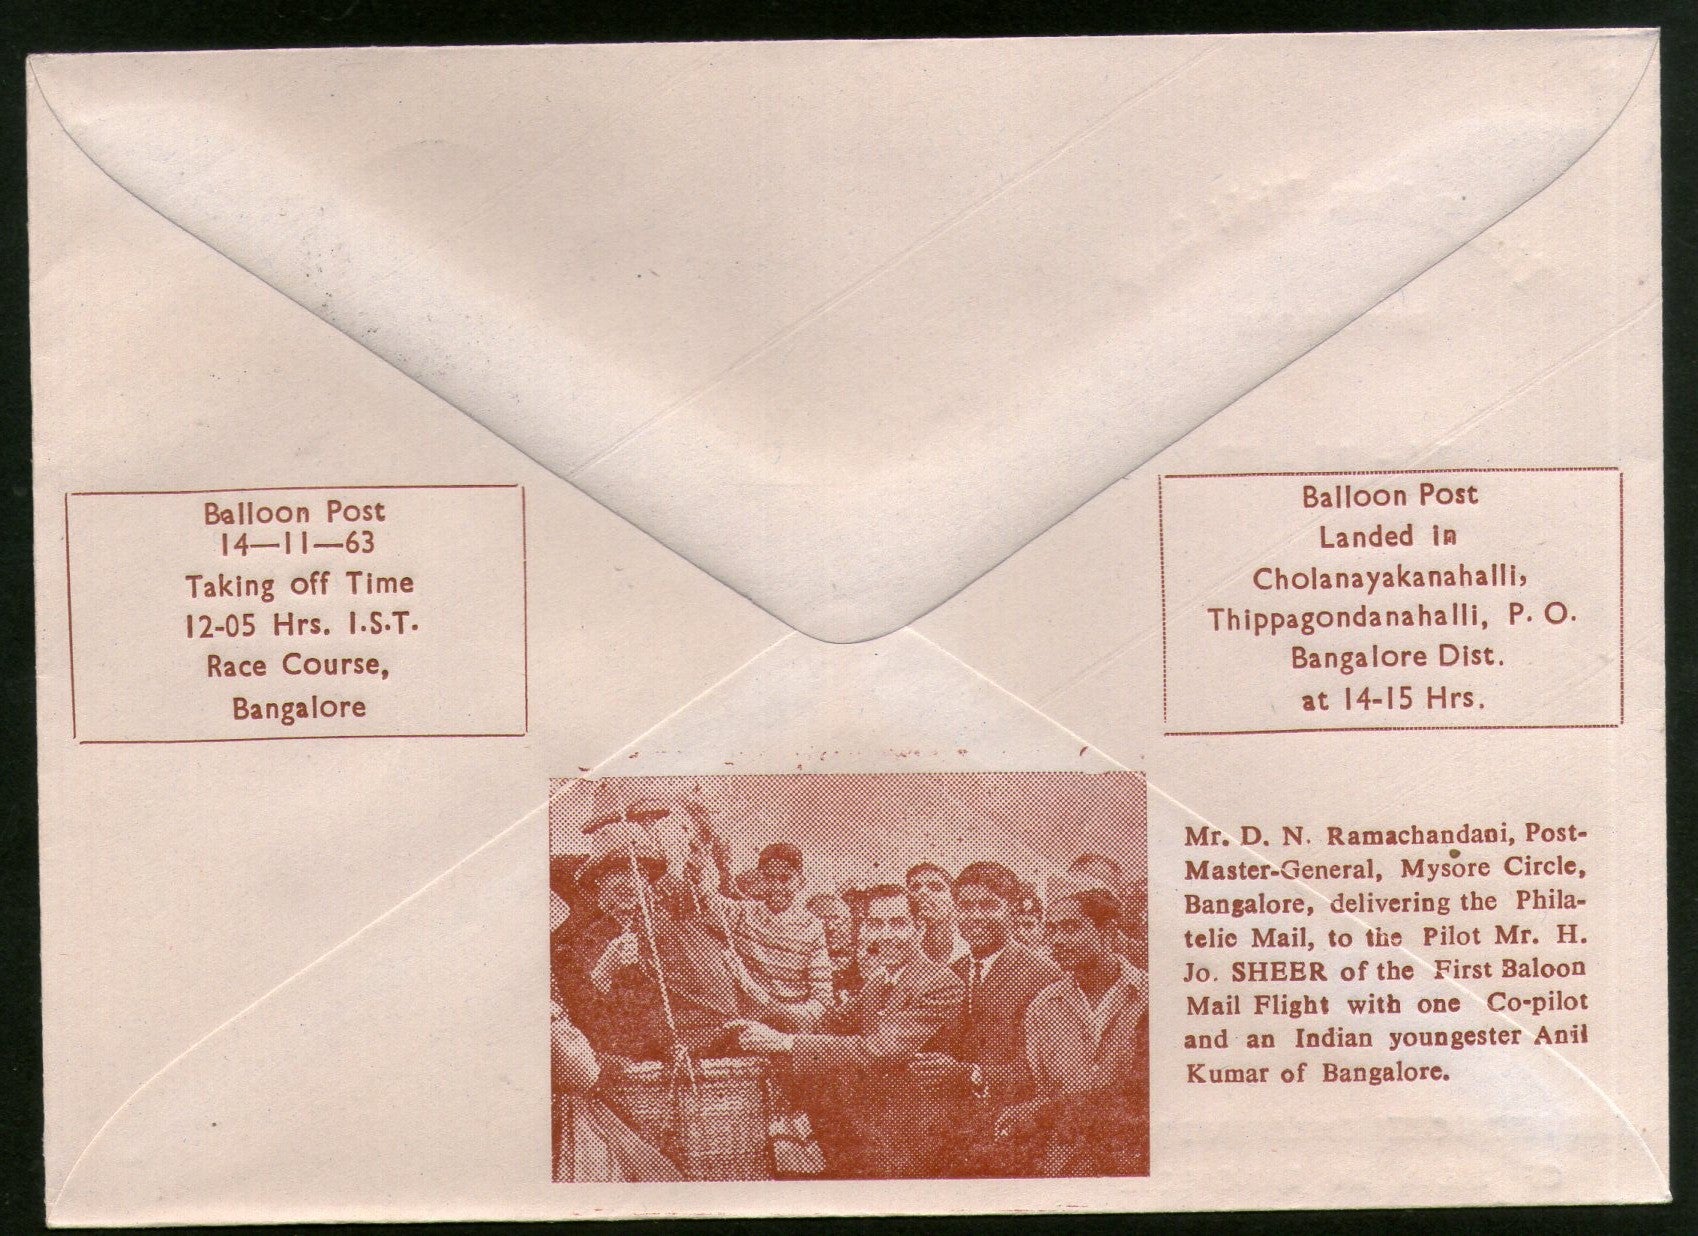 Balloon Post
14—11—63
Taking off Time
12-05 Hrs. I.S.T.
Race Course,
Bangalore
Balloon Post
Landed in
Cholanayakanahalli,
Thippagondanahalli, P. O.
Bangalore Dist.
at 14-15 Hrs.
Mr. D. N. Ramachandani, Post-
Master-General, Mysore Circle,
Bangalore, delivering the Phila-
telic Mail, to the Pilot Mr. H.
Jo. SHEER of the First Baloon
Mail Flight with one Co-pilot
and an Indian youngester Anil
Kumar of Bangalore.